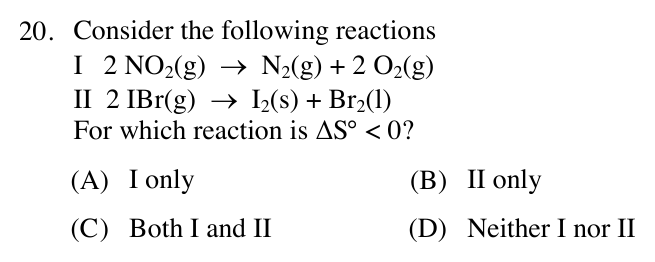 20. Consider the following reactions
I 2 NO₂(g) → N₂(g) + 2 O₂(g)
II 2 IBr(g) → I₂(s) + Br₂(l)
For which reaction is ΔS° < 0?
(A) I only (B) II only
(C) Both I and II (D) Neither I nor II